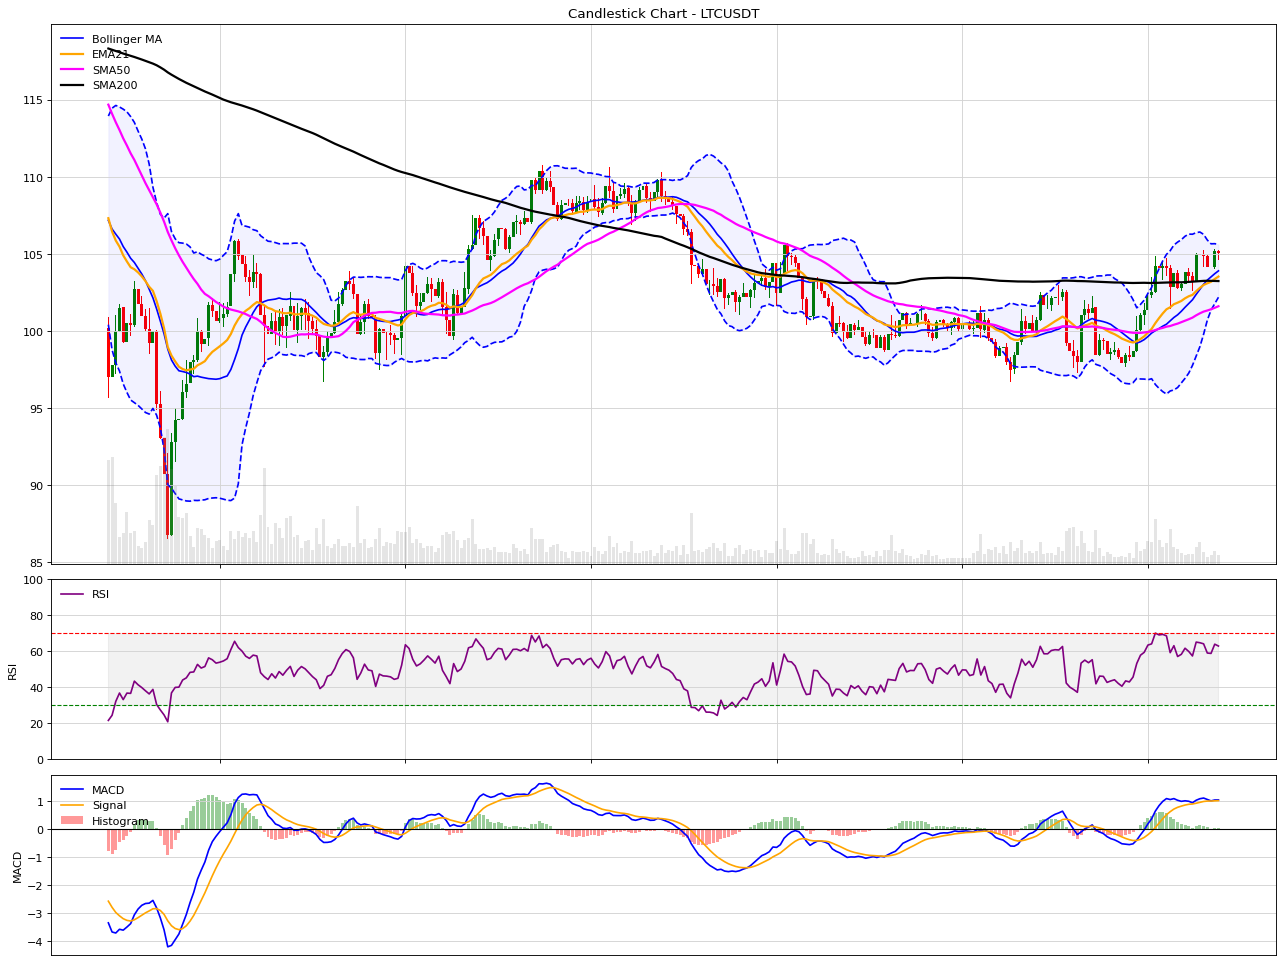 Candlestick Chart - LTCUSDT
Bollinger MA
EMA21
SMA50
SMA200
115
110
105
100
95
90
85
100
80
60
40
20
0
RSI
RSI
MACD
Signal
Histogram
1
0
−1
−2
−3
−4
MACD